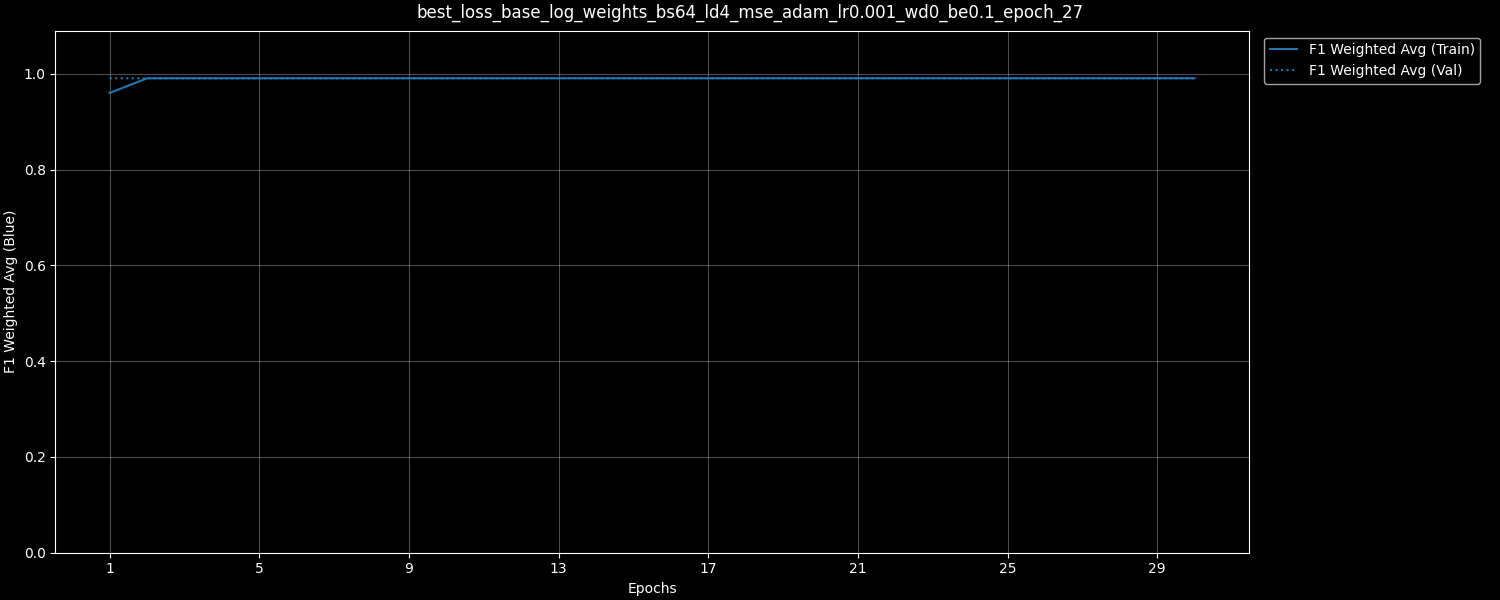 best_loss_base_log_weights_bs64_ld4_mse_adam_lr0.001_wd0_be0.1_epoch_27
F1 Weighted Avg (Train)
F1 Weighted Avg (Val)
F1 Weighted Avg (Blue)
1.0
0.8
0.6
0.4
0.2
0.0
1 5 9 13 17 21 25 29
Epochs